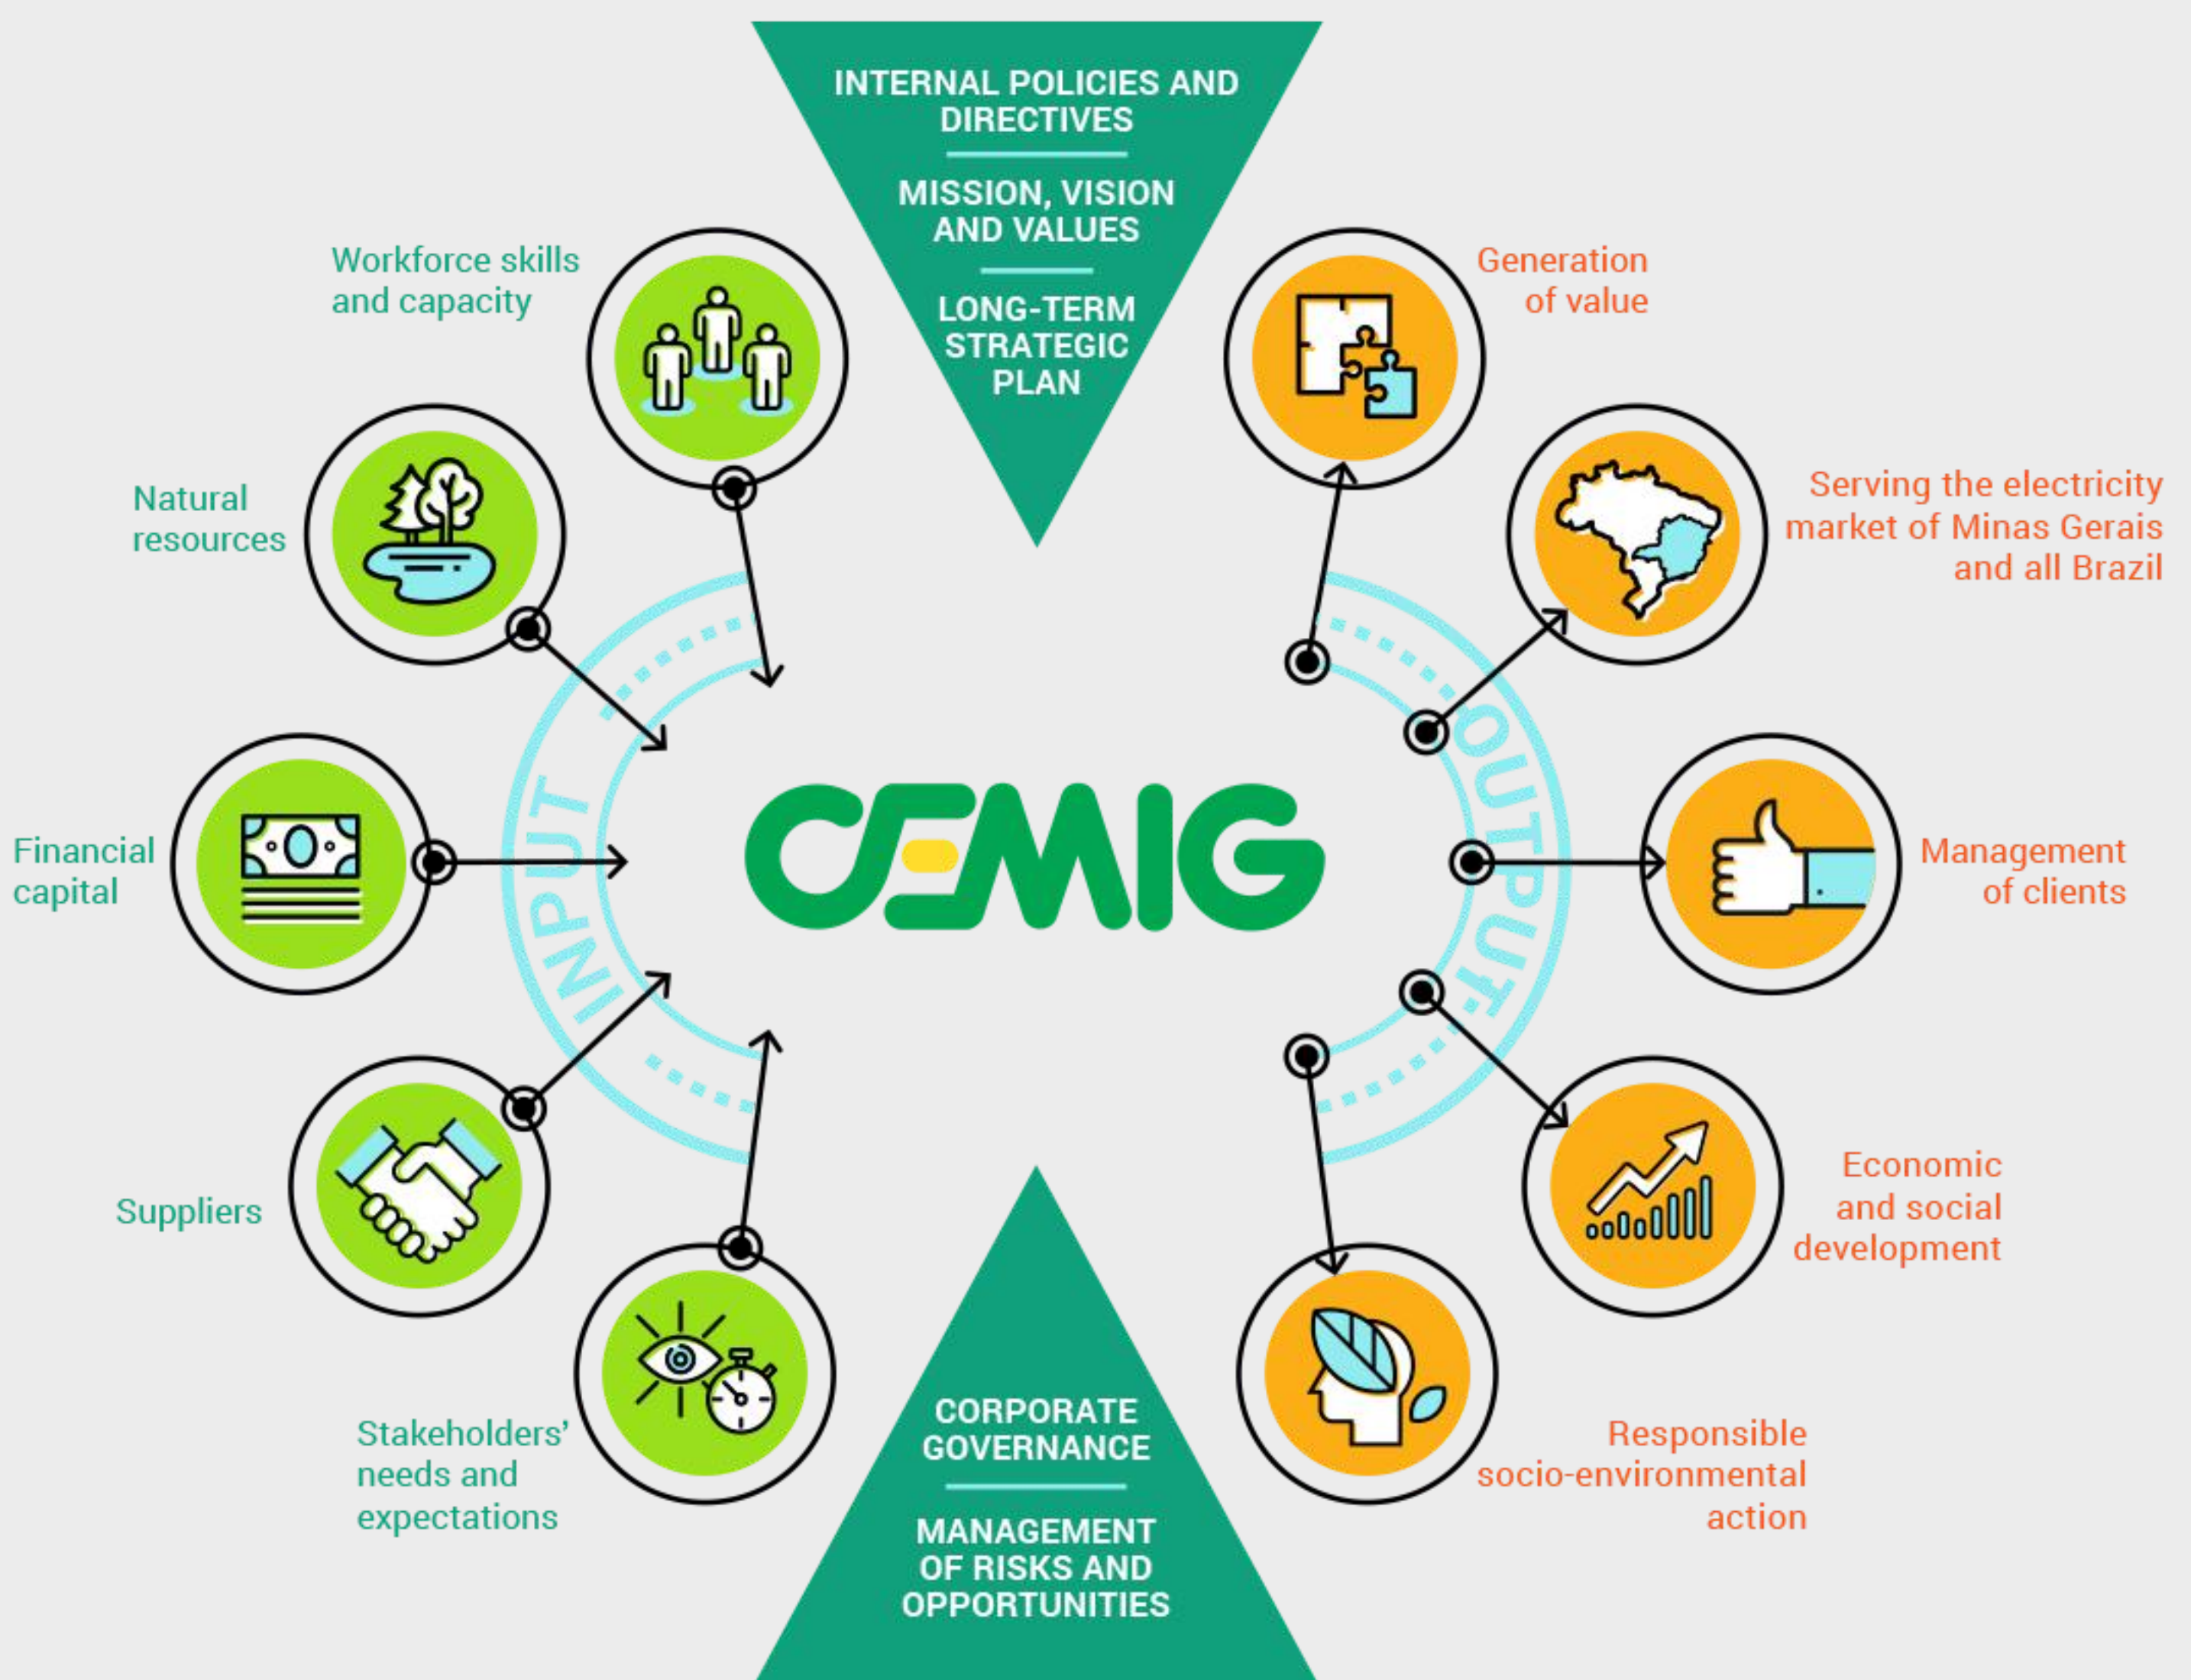 INTERNAL POLICIES AND
DIRECTIVES
MISSION, VISION
AND VALUES
LONG-TERM
STRATEGIC
PLAN
Workforce skills
and capacity
Natural
resources
Financial
capital
Suppliers
Stakeholders’
needs and
expectations
INPUT
CEMIG
OUTPUT
Generation
of value
Serving the electricity
market of Minas Gerais
and all Brazil
Management
of clients
Economic
and social
development
Responsible
socio-environmental
action
CORPORATE
GOVERNANCE
MANAGEMENT
OF RISKS AND
OPPORTUNITIES